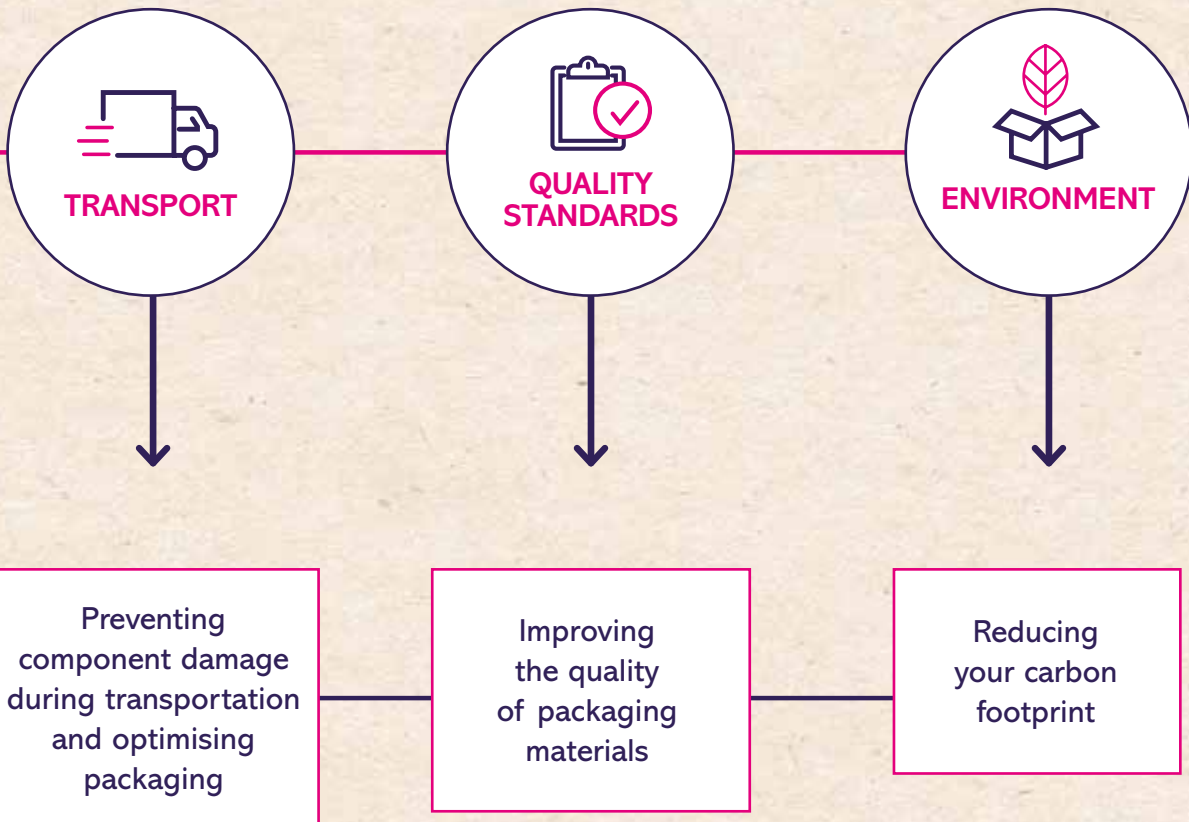 TRANSPORT
QUALITY
STANDARDS
ENVIRONMENT
Preventing
component damage
during transportation
and optimising
packaging
Improving
the quality
of packaging
materials
Reducing
your carbon
footprint